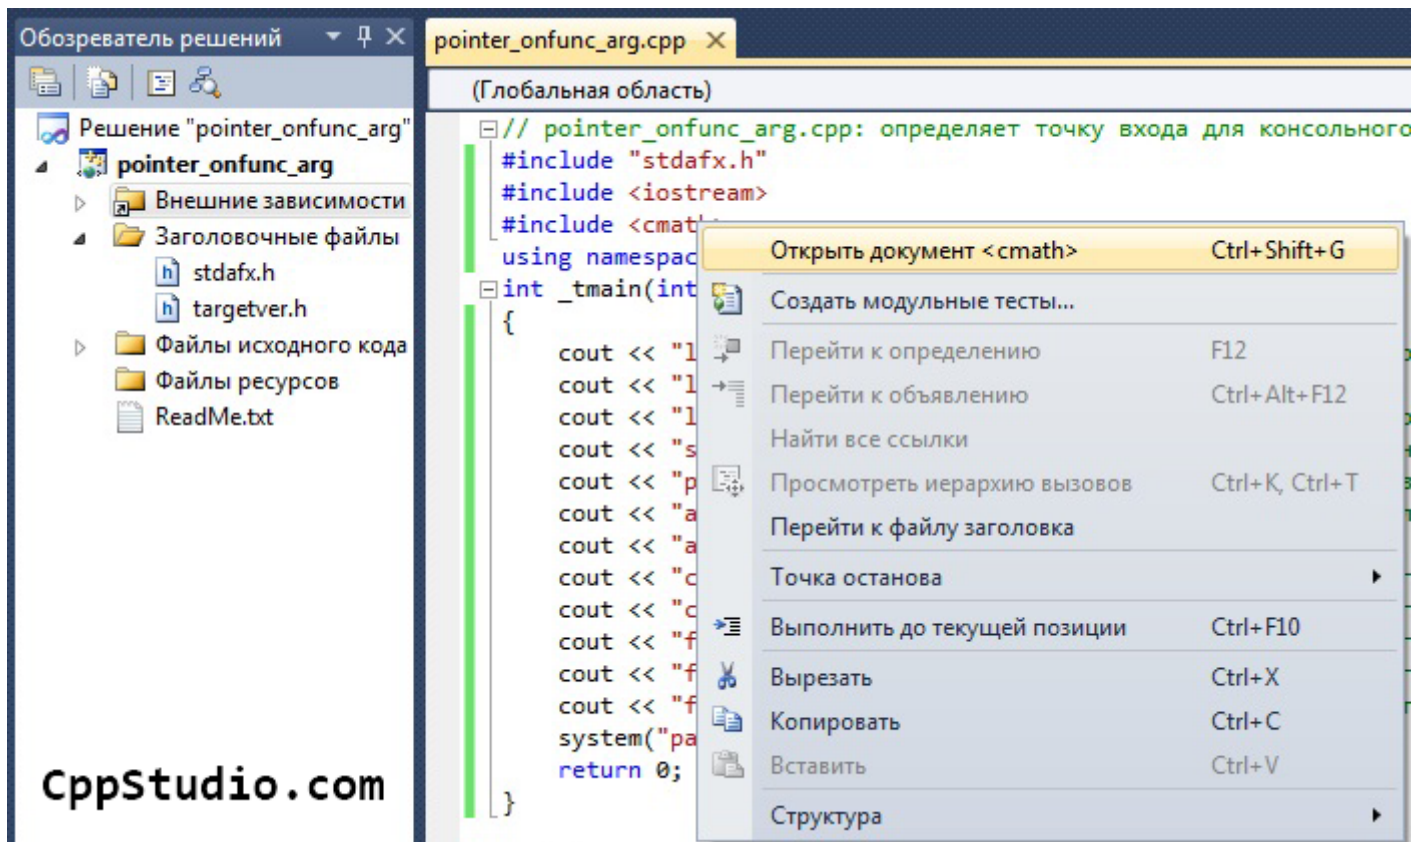 Обозреватель решений
Решение "pointer_onfunc_arg"
pointer_onfunc_arg
Внешние зависимости
Заголовочные файлы
stdafx.h
targetver.h
Файлы исходного кода
Файлы ресурсов
ReadMe.txt
CppStudio.com
pointer_onfunc_arg.cpp
(Глобальная область)
// pointer_onfunc_arg.cpp: определяет точку входа для консольного
#include "stdafx.h"
#include <iostream>
#include <cmath>
using namespac
int _tmain(int
{
cout << "l
cout << "l
cout << "l
cout << "s
cout << "p
cout << "a
cout << "a
cout << "c
cout << "c
cout << "f
cout << "f
cout << "f
system("pa
return 0;
}
Открыть документ <cmath> Ctrl+Shift+G
Создать модульные тесты...
Перейти к определению F12
Перейти к объявлению Ctrl+Alt+F12
Найти все ссылки
Просмотреть иерархию вызовов Ctrl+K, Ctrl+T
Перейти к файлу заголовка
Точка останова
Выполнить до текущей позиции Ctrl+F10
Вырезать Ctrl+X
Копировать Ctrl+C
Вставить Ctrl+V
Структура